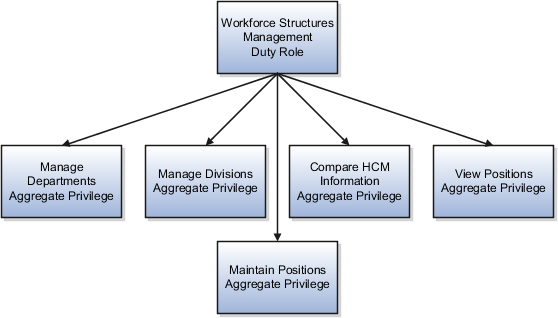 Workforce Structures
Management
Duty Role
Manage
Departments
Aggregate Privilege
Manage Divisions
Aggregate Privilege
Compare HCM
Information
Aggregate Privilege
View Positions
Aggregate Privilege
Maintain Positions
Aggregate Privilege